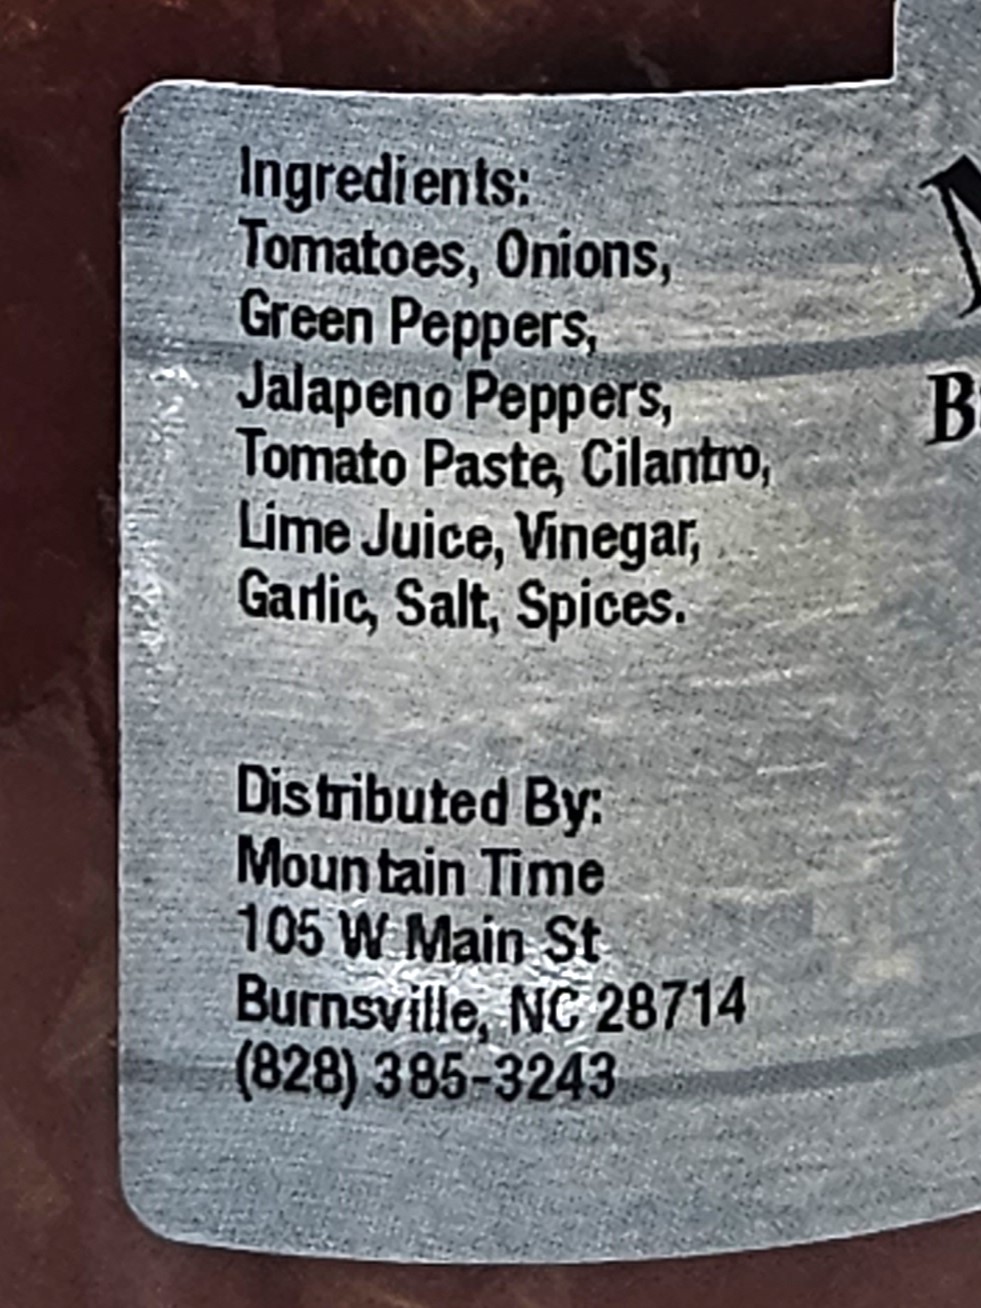 Ingredients:
Tomatoes, Onions,
Green Peppers,
Jalapeno Peppers,
Tomato Paste, Cilantro,
Lime Juice, Vinegar,
Garlic, Salt, Spices.
Distributed By:
Mountain Time
105 W Main St
Burnsville, NC 28714
(828) 385-3243